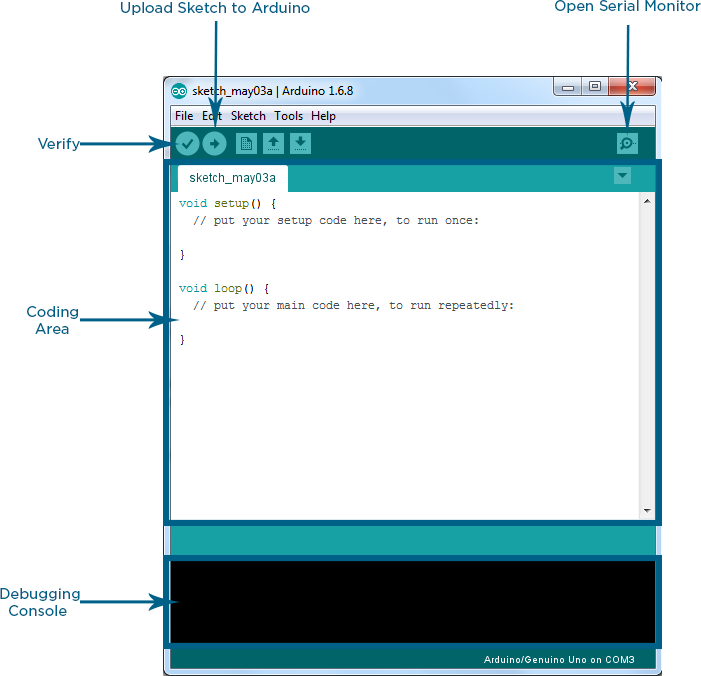 Upload Sketch to Arduino
Open Serial Monitor
sketch_may03a | Arduino 1.6.8
File Edit Sketch Tools Help
Verify
sketch_may03a
void setup() {
// put your setup code here, to run once:
}
void loop() {
// put your main code here, to run repeatedly:
}
Coding
Area
Debugging
Console
Arduino/Genuino Uno on COM3